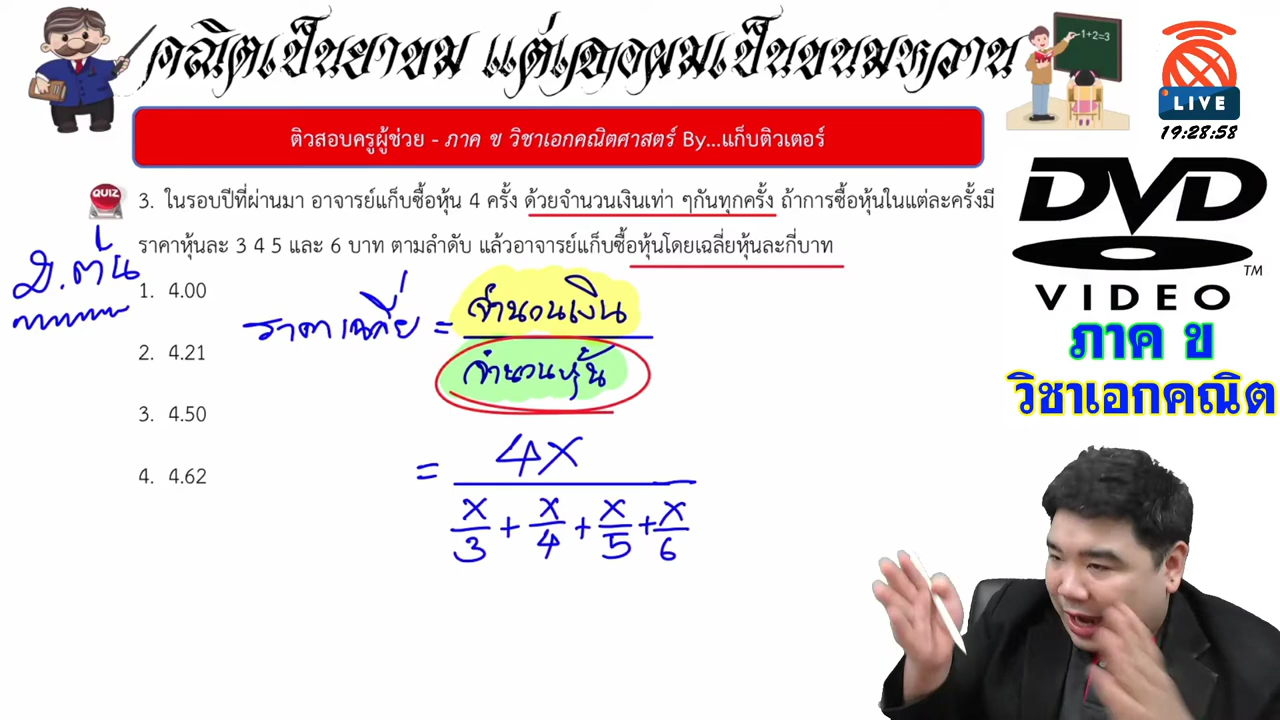 คณิตเป็นยาขม แต่เธอผมเป็นขนมหวาน
1+2=3
LIVE
19:28:58
ติวสอบครูผู้ช่วย - ภาค ข วิชาเอกคณิตศาสตร์ By...แก็บติวเตอร์
QUIZ
3. ในรอบปีที่ผ่านมา อาจารย์แก็บซื้อหุ้น 4 ครั้ง ด้วยจำนวนเงินเท่า ๆกันทุกครั้ง ถ้าการซื้อหุ้นในแต่ละครั้งมี
ราคาหุ้นละ 3 4 5 และ 6 บาท ตามลำดับ แล้วอาจารย์แก็บซื้อหุ้นโดยเฉลี่ยหุ้นละกี่บาท
ม.ต้น
1. 4.00
2. 4.21
3. 4.50
4. 4.62
ราคาเฉลี่ย = จำนวนเงิน
จำนวนหุ้น
= 4x
x/3 + x/4 + x/5 + x/6
DVD
VIDEO TM
ภาค ข
วิชาเอกคณิต